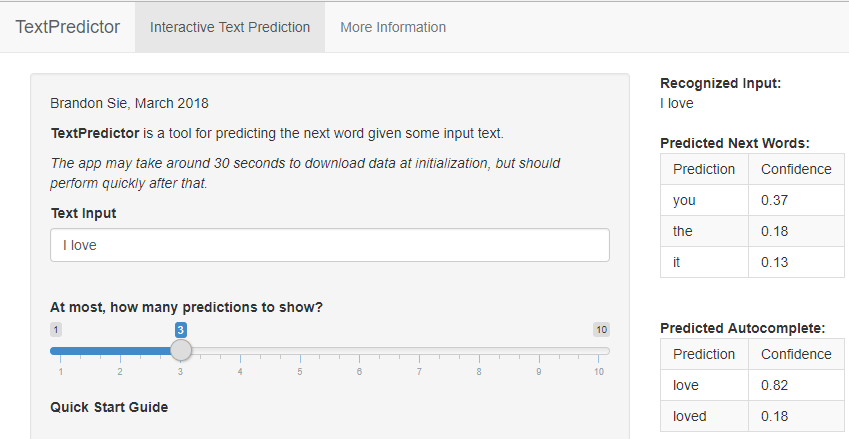 TextPredictor Interactive Text Prediction More Information
Brandon Sie, March 2018
TextPredictor is a tool for predicting the next word given some input text.
The app may take around 30 seconds to download data at initialization, but should
perform quickly after that.
Text Input
I love
At most, how many predictions to show?
1 3 10
1 2 3 4 5 6 7 8 9 10
Quick Start Guide
Recognized Input:
I love
Predicted Next Words:
Prediction Confidence
you 0.37
the 0.18
it 0.13
Predicted Autocomplete:
Prediction Confidence
love 0.82
loved 0.18